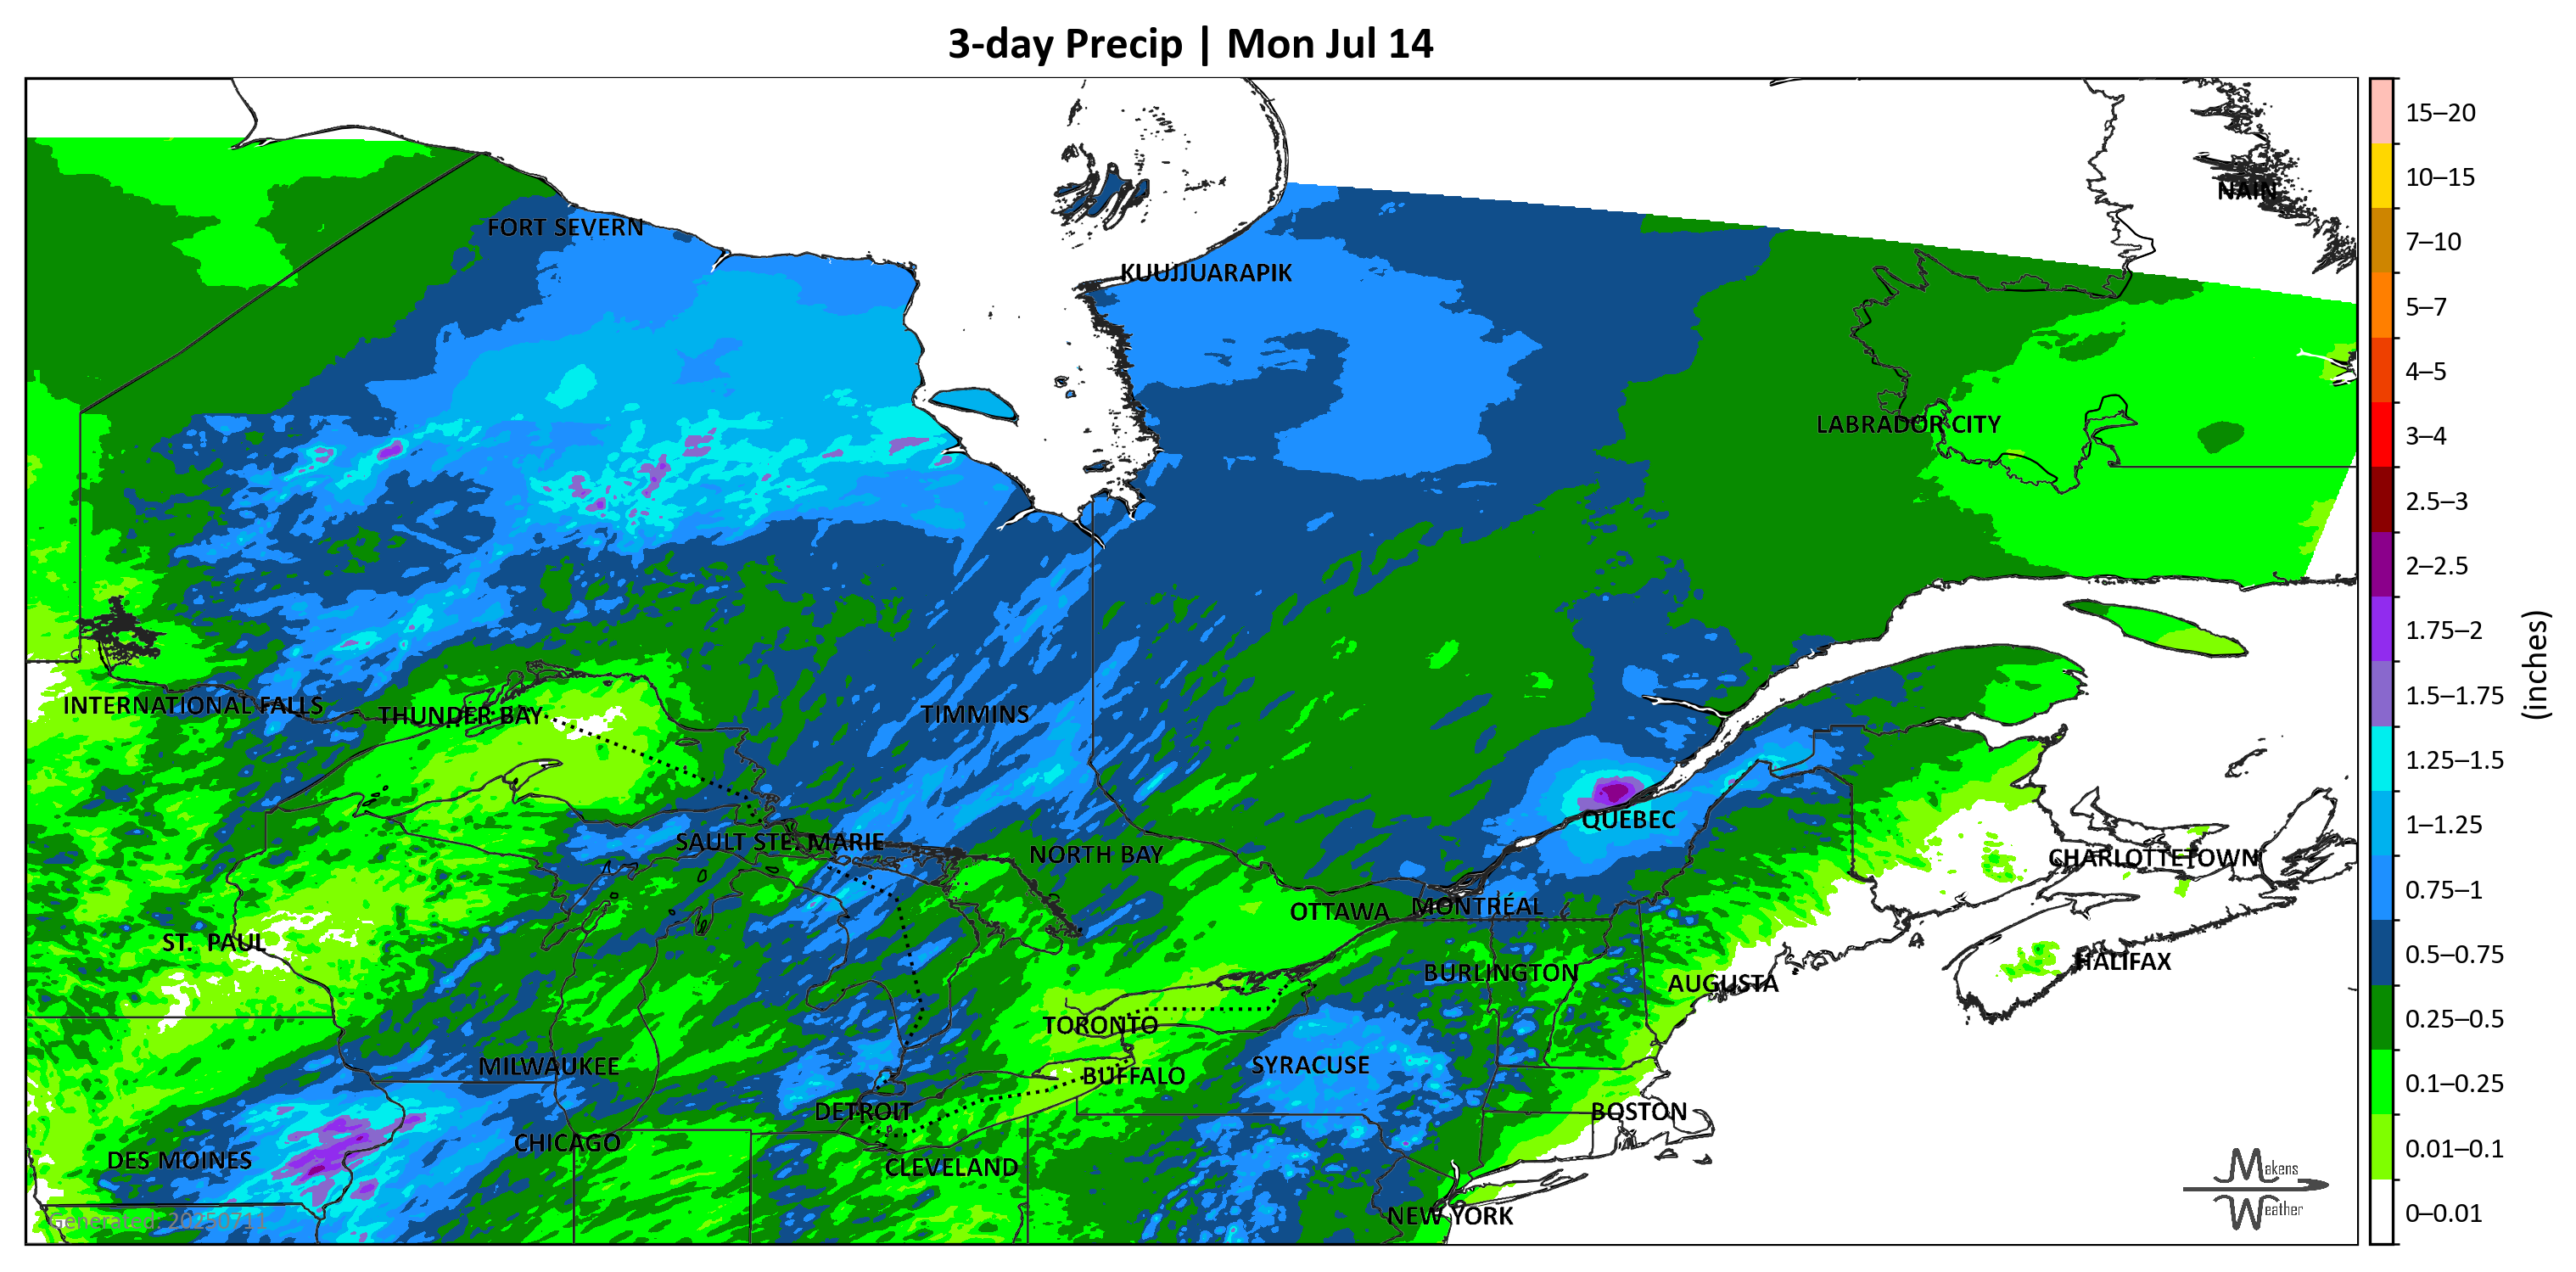 3-day Precip | Mon Jul 14
15–20
10–15
NAIN
7–10
FORT SEVERN
KUUJJUARAPIK
5–7
4–5
LABRADOR CITY
3–4
2.5–3
2–2.5
1.75–2
(inches)
1.5–1.75
INTERNATIONAL FALLS
THUNDER BAY
TIMMINS
1.25–1.5
QUÉBEC
1–1.25
SAULT STE. MARIE
NORTH BAY
CHARLOTTETOWN
0.75–1
OTTAWA
MONTRÉAL
ST. PAUL
HALIFAX
0.5–0.75
BURLINGTON
AUGUSTA
TORONTO
0.25–0.5
MILWAUKEE
SYRACUSE
BUFFALO
0.1–0.25
DETROIT
BOSTON
CHICAGO
0.01–0.1
DES MOINES
CLEVELAND
Makens
Weather
Generated: 20250711
NEW YORK
0–0.01